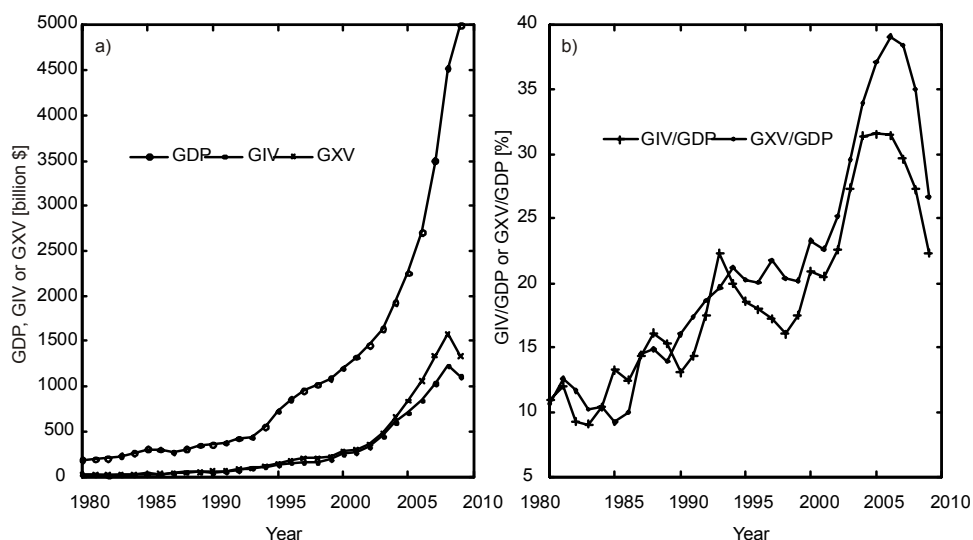 a)
GDP, GIV or GXV [billion $]
5000
4500
4000
3500
3000
2500
2000
1500
1000
500
0
GDP GIV GXV
1980 1985 1990 1995 2000 2005 2010
Year
b)
GIV/GDP or GXV/GDP [%]
40
35
30
25
20
15
10
5
GIV/GDP GXV/GDP
1980 1985 1990 1995 2000 2005 2010
Year